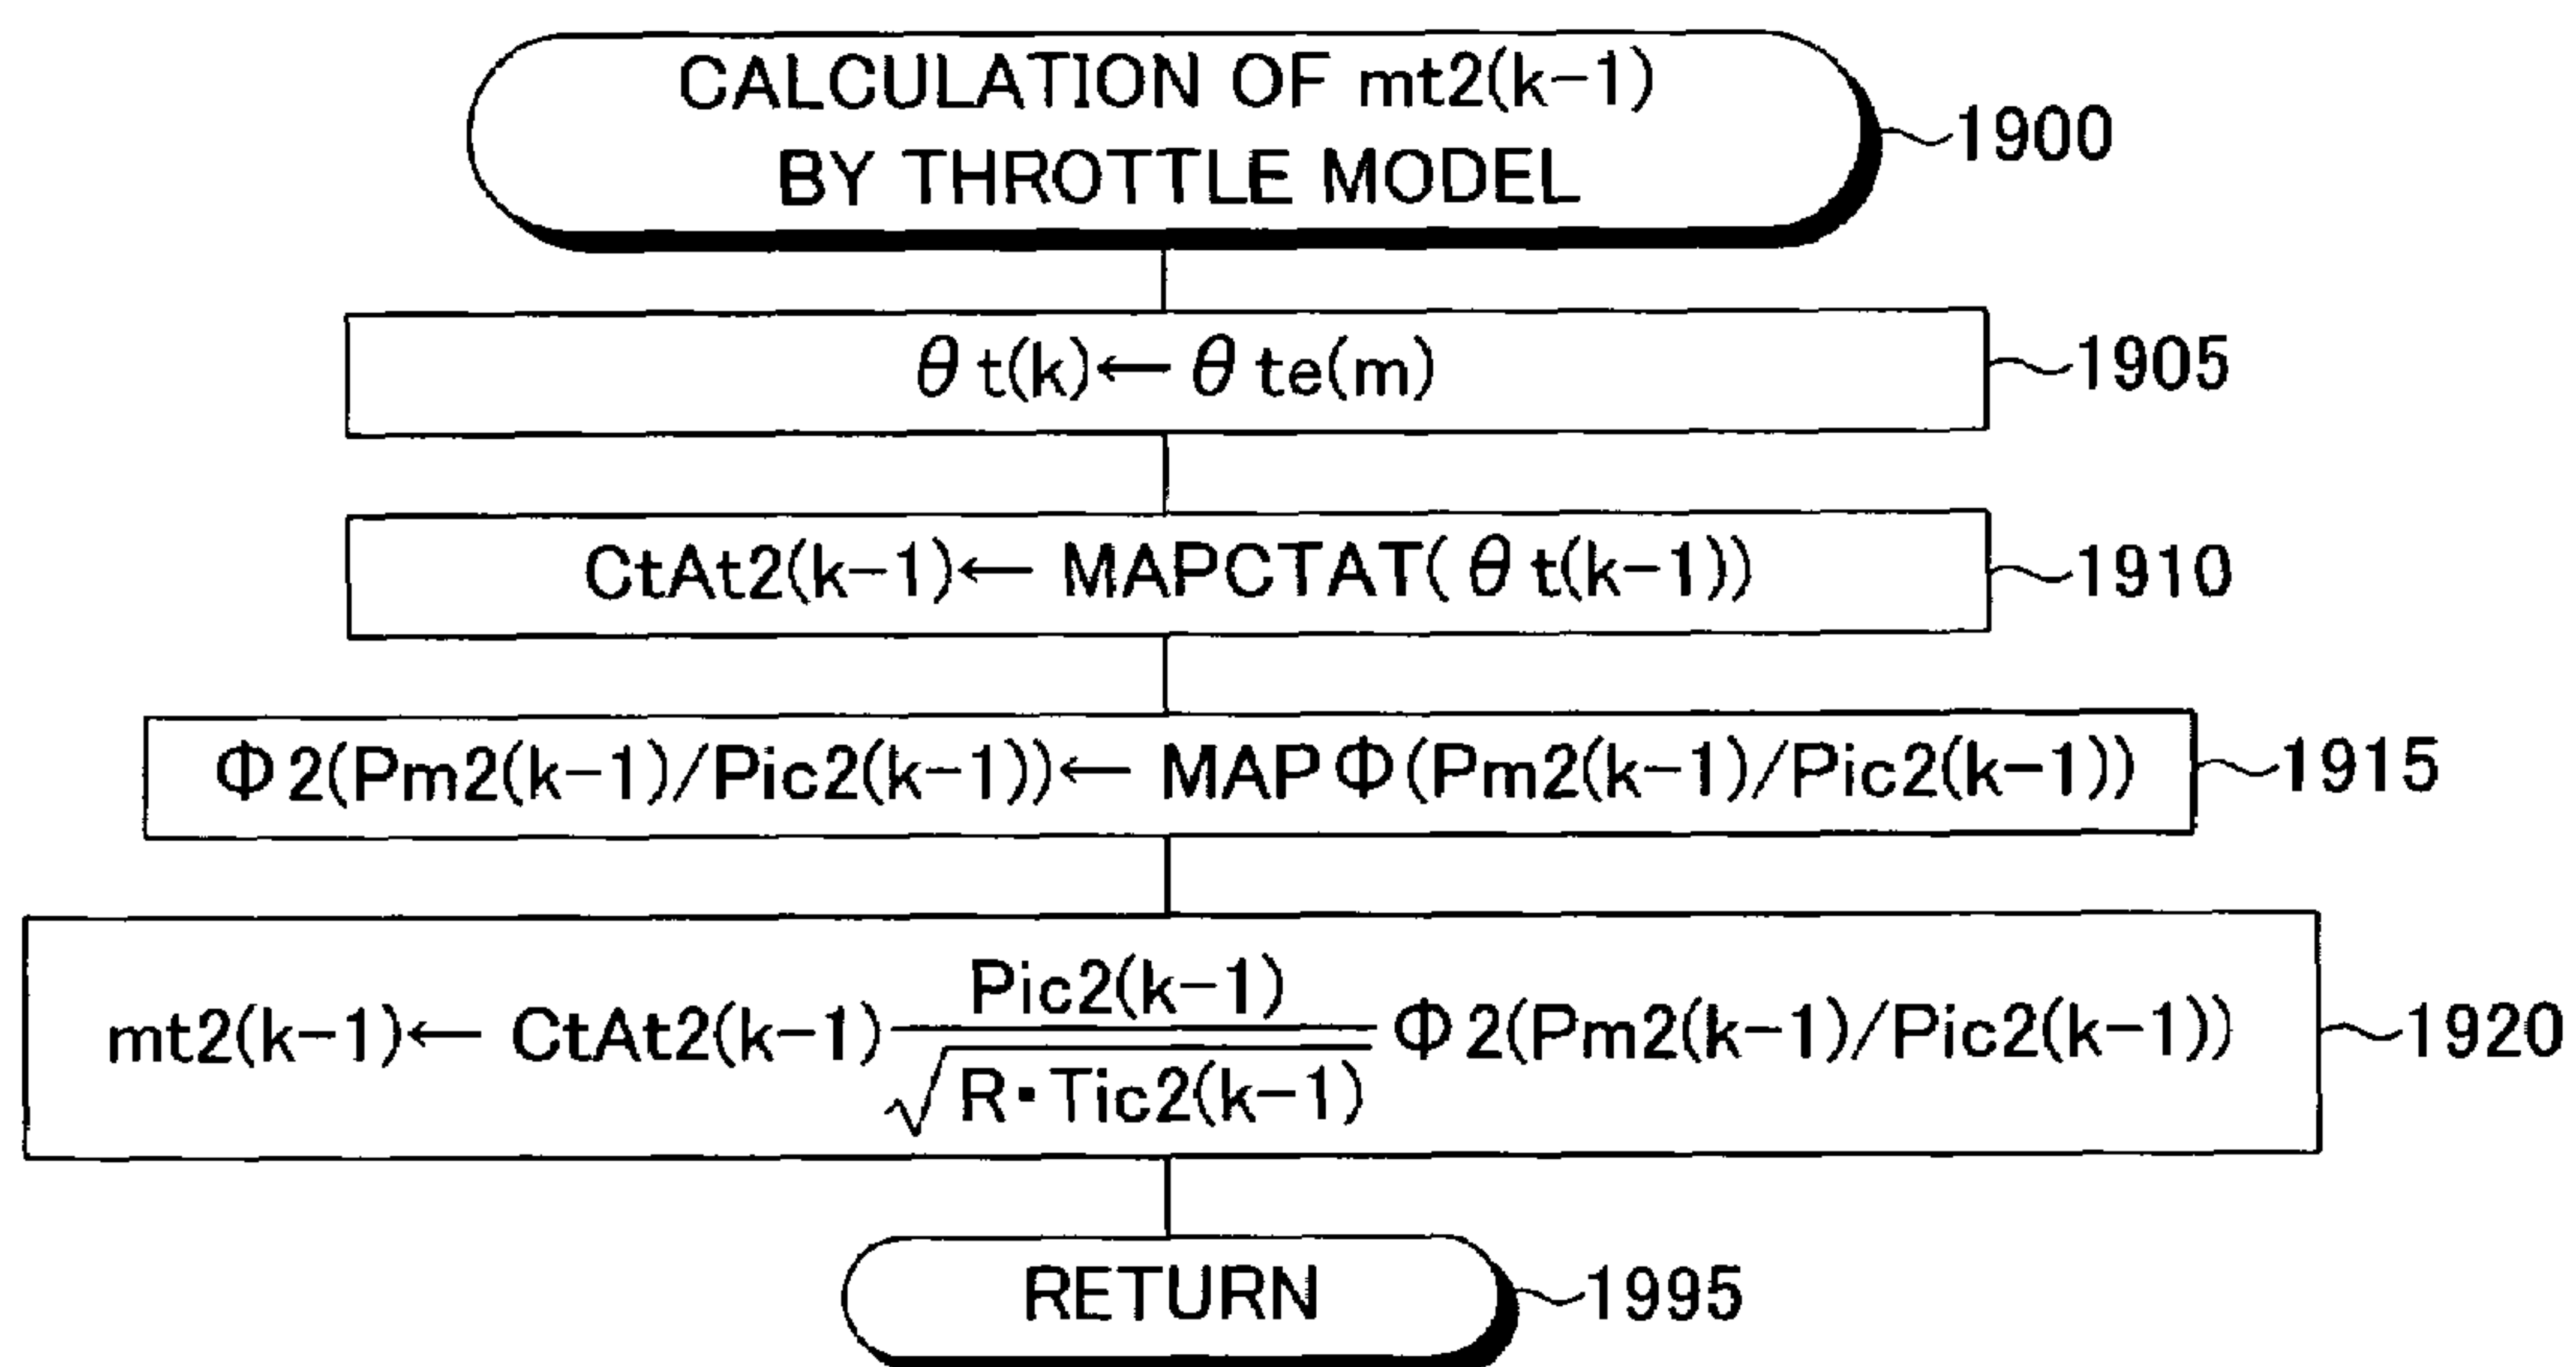 CALCULATION OF mt2(k-1)
BY THROTTLE MODEL
1900
θt(k)← θte(m)
1905
CtAt2(k-1)← MAPCTAT(θt(k-1))
1910
Φ2(Pm2(k-1)/Pic2(k-1))← MAPΦ(Pm2(k-1)/Pic2(k-1))
1915
mt2(k-1)← CtAt2(k-1) Pic2(k-1)/√R·Tic2(k-1) Φ2(Pm2(k-1)/Pic2(k-1))
1920
RETURN
1995